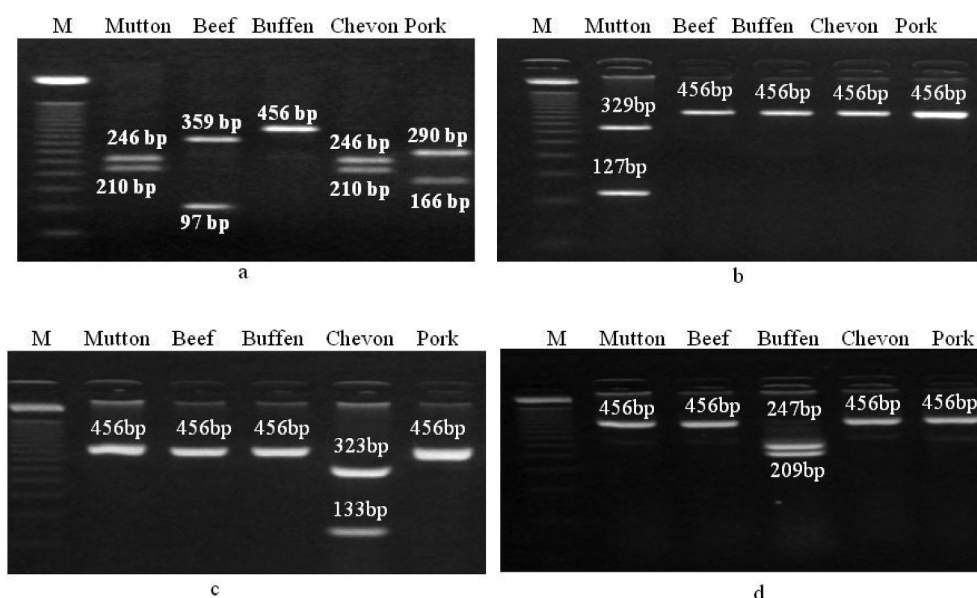 M Mutton Beef Buffen Chevon Pork
246 bp 359 bp 456 bp 246 bp 290 bp
210 bp 97 bp 210 bp 166 bp
a
M Mutton Beef Buffen Chevon Pork
329bp 456bp 456bp 456bp 456bp
127bp
b
M Mutton Beef Buffen Chevon Pork
456bp 456bp 456bp 323bp 456bp
133bp
c
M Mutton Beef Buffen Chevon Pork
456bp 456bp 247bp 456bp 456bp
209bp
d